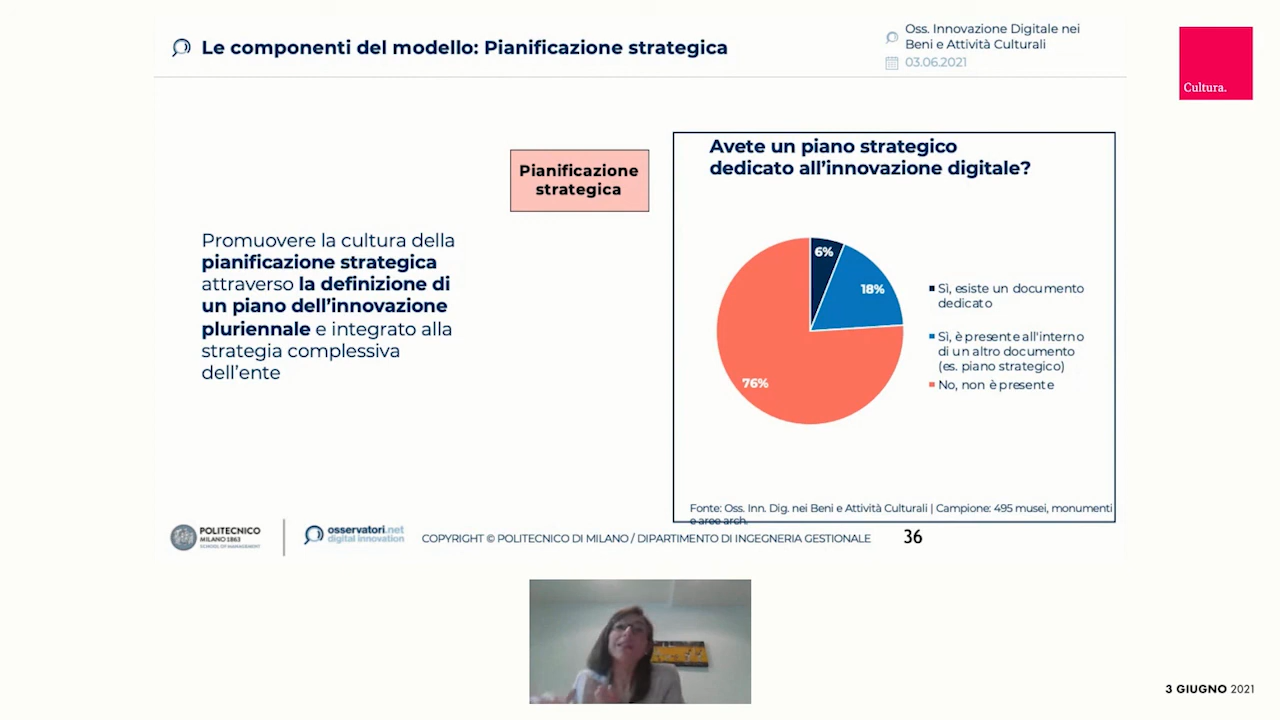 Le componenti del modello: Pianificazione strategica
Oss. Innovazione Digitale nei
Beni e Attività Culturali
03.06.2021
Cultura.
Pianificazione
strategica
Promuovere la cultura della
pianificazione strategica
attraverso la definizione di
un piano dell'innovazione
pluriennale e integrato alla
strategia complessiva
dell'ente
Avete un piano strategico
dedicato all'innovazione digitale?
6%
18%
76%
Sì, esiste un documento
dedicato
Sì, è presente all'interno
di un altro documento
(es. piano strategico)
No, non è presente
Fonte: Oss. Inn. Dig. nei Beni e Attività Culturali | Campione: 495 musei, monumenti
e aree arch.
POLITECNICO
MILANO 1863
SCHOOL OF MANAGEMENT
osservatori.net
digital innovation
COPYRIGHT © POLITECNICO DI MILANO / DIPARTIMENTO DI INGEGNERIA GESTIONALE
36
3 GIUGNO 2021